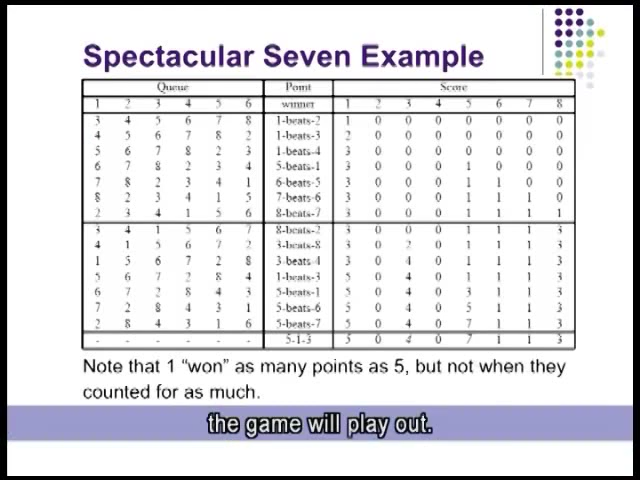 Spectacular Seven Example
Queue Point Score
1 2 3 4 5 6 winner 1 2 3 4 5 6 7 8
3 4 5 6 7 8 1-beats-2 1 0 0 0 0 0 0 0
4 5 6 7 8 2 1-beats-3 2 0 0 0 0 0 0 0
5 6 7 8 2 3 1-beats-4 3 0 0 0 0 0 0 0
6 7 8 2 3 4 5-beats-1 3 0 0 0 1 0 0 0
7 8 2 3 4 1 6-beats-5 3 0 0 0 1 1 0 0
8 2 3 4 1 5 7-beats-6 3 0 0 0 1 1 1 0
2 3 4 1 5 6 8-beats-7 3 0 0 0 1 1 1 1
3 4 1 5 6 7 8-beats-2 3 0 0 0 1 1 1 3
4 1 5 6 7 2 3-beats-8 3 0 2 0 1 1 1 3
1 5 6 7 2 8 3-beats-4 3 0 4 0 1 1 1 3
5 6 7 2 8 4 1-beats-3 5 0 4 0 1 1 1 3
6 7 2 8 4 3 5-beats-1 5 0 4 0 3 1 1 3
7 2 8 4 3 1 5-beats-6 5 0 4 0 5 1 1 3
2 8 4 3 1 6 5-beats-7 5 0 4 0 7 1 1 3
- - - - - - 5-1-3 5 0 4 0 7 1 1 3
Note that 1 “won” as many points as 5, but not when they
counted for as much.
the game will play out.